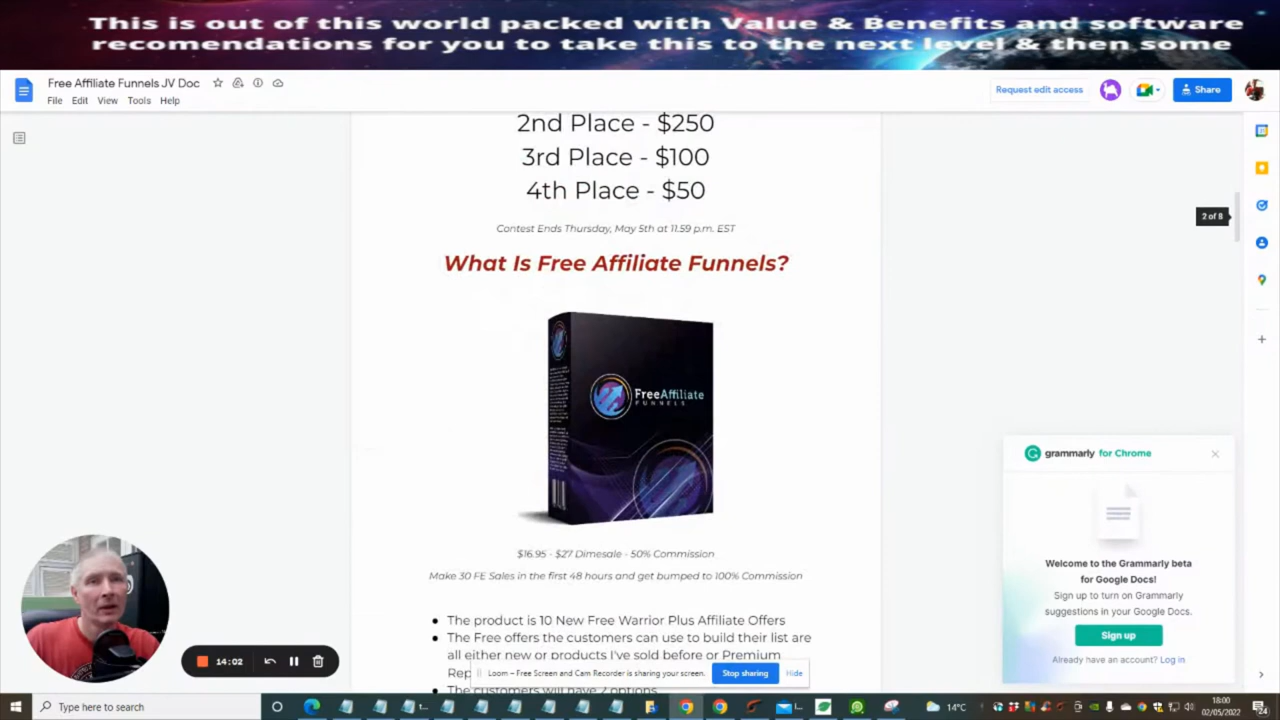 This is out of this world packed with Value & Benefits and software
recomendations for you to take this to the next level & then some
Free Affiliate Funnels JV Doc
File Edit View Tools Help
Request edit access
Share
2nd Place - $250
3rd Place - $100
4th Place - $50
Contest Ends Thursday, May 5th at 11.59 p.m. EST
2 of 8
What Is Free Affiliate Funnels?
FreeAffiliate
FUNNELS
$16.95 - $27 Dimesale - 50% Commission
Make 30 FE Sales in the first 48 hours and get bumped to 100% Commission
The product is 10 New Free Warrior Plus Affiliate Offers
The Free offers the customers can use to build their list are
all either new or products I've sold before or Premium
Rep
The customers will have 2 options
grammarly for Chrome
Welcome to the Grammarly beta
for Google Docs!
Sign up to turn on Grammarly
suggestions in your Google Docs.
Sign up
Already have an account? Log in
14:02
Loom – Free Screen and Cam Recorder is sharing your screen.
Stop sharing
Hide
Type here to search
14°C
18:00
02/05/2022
24